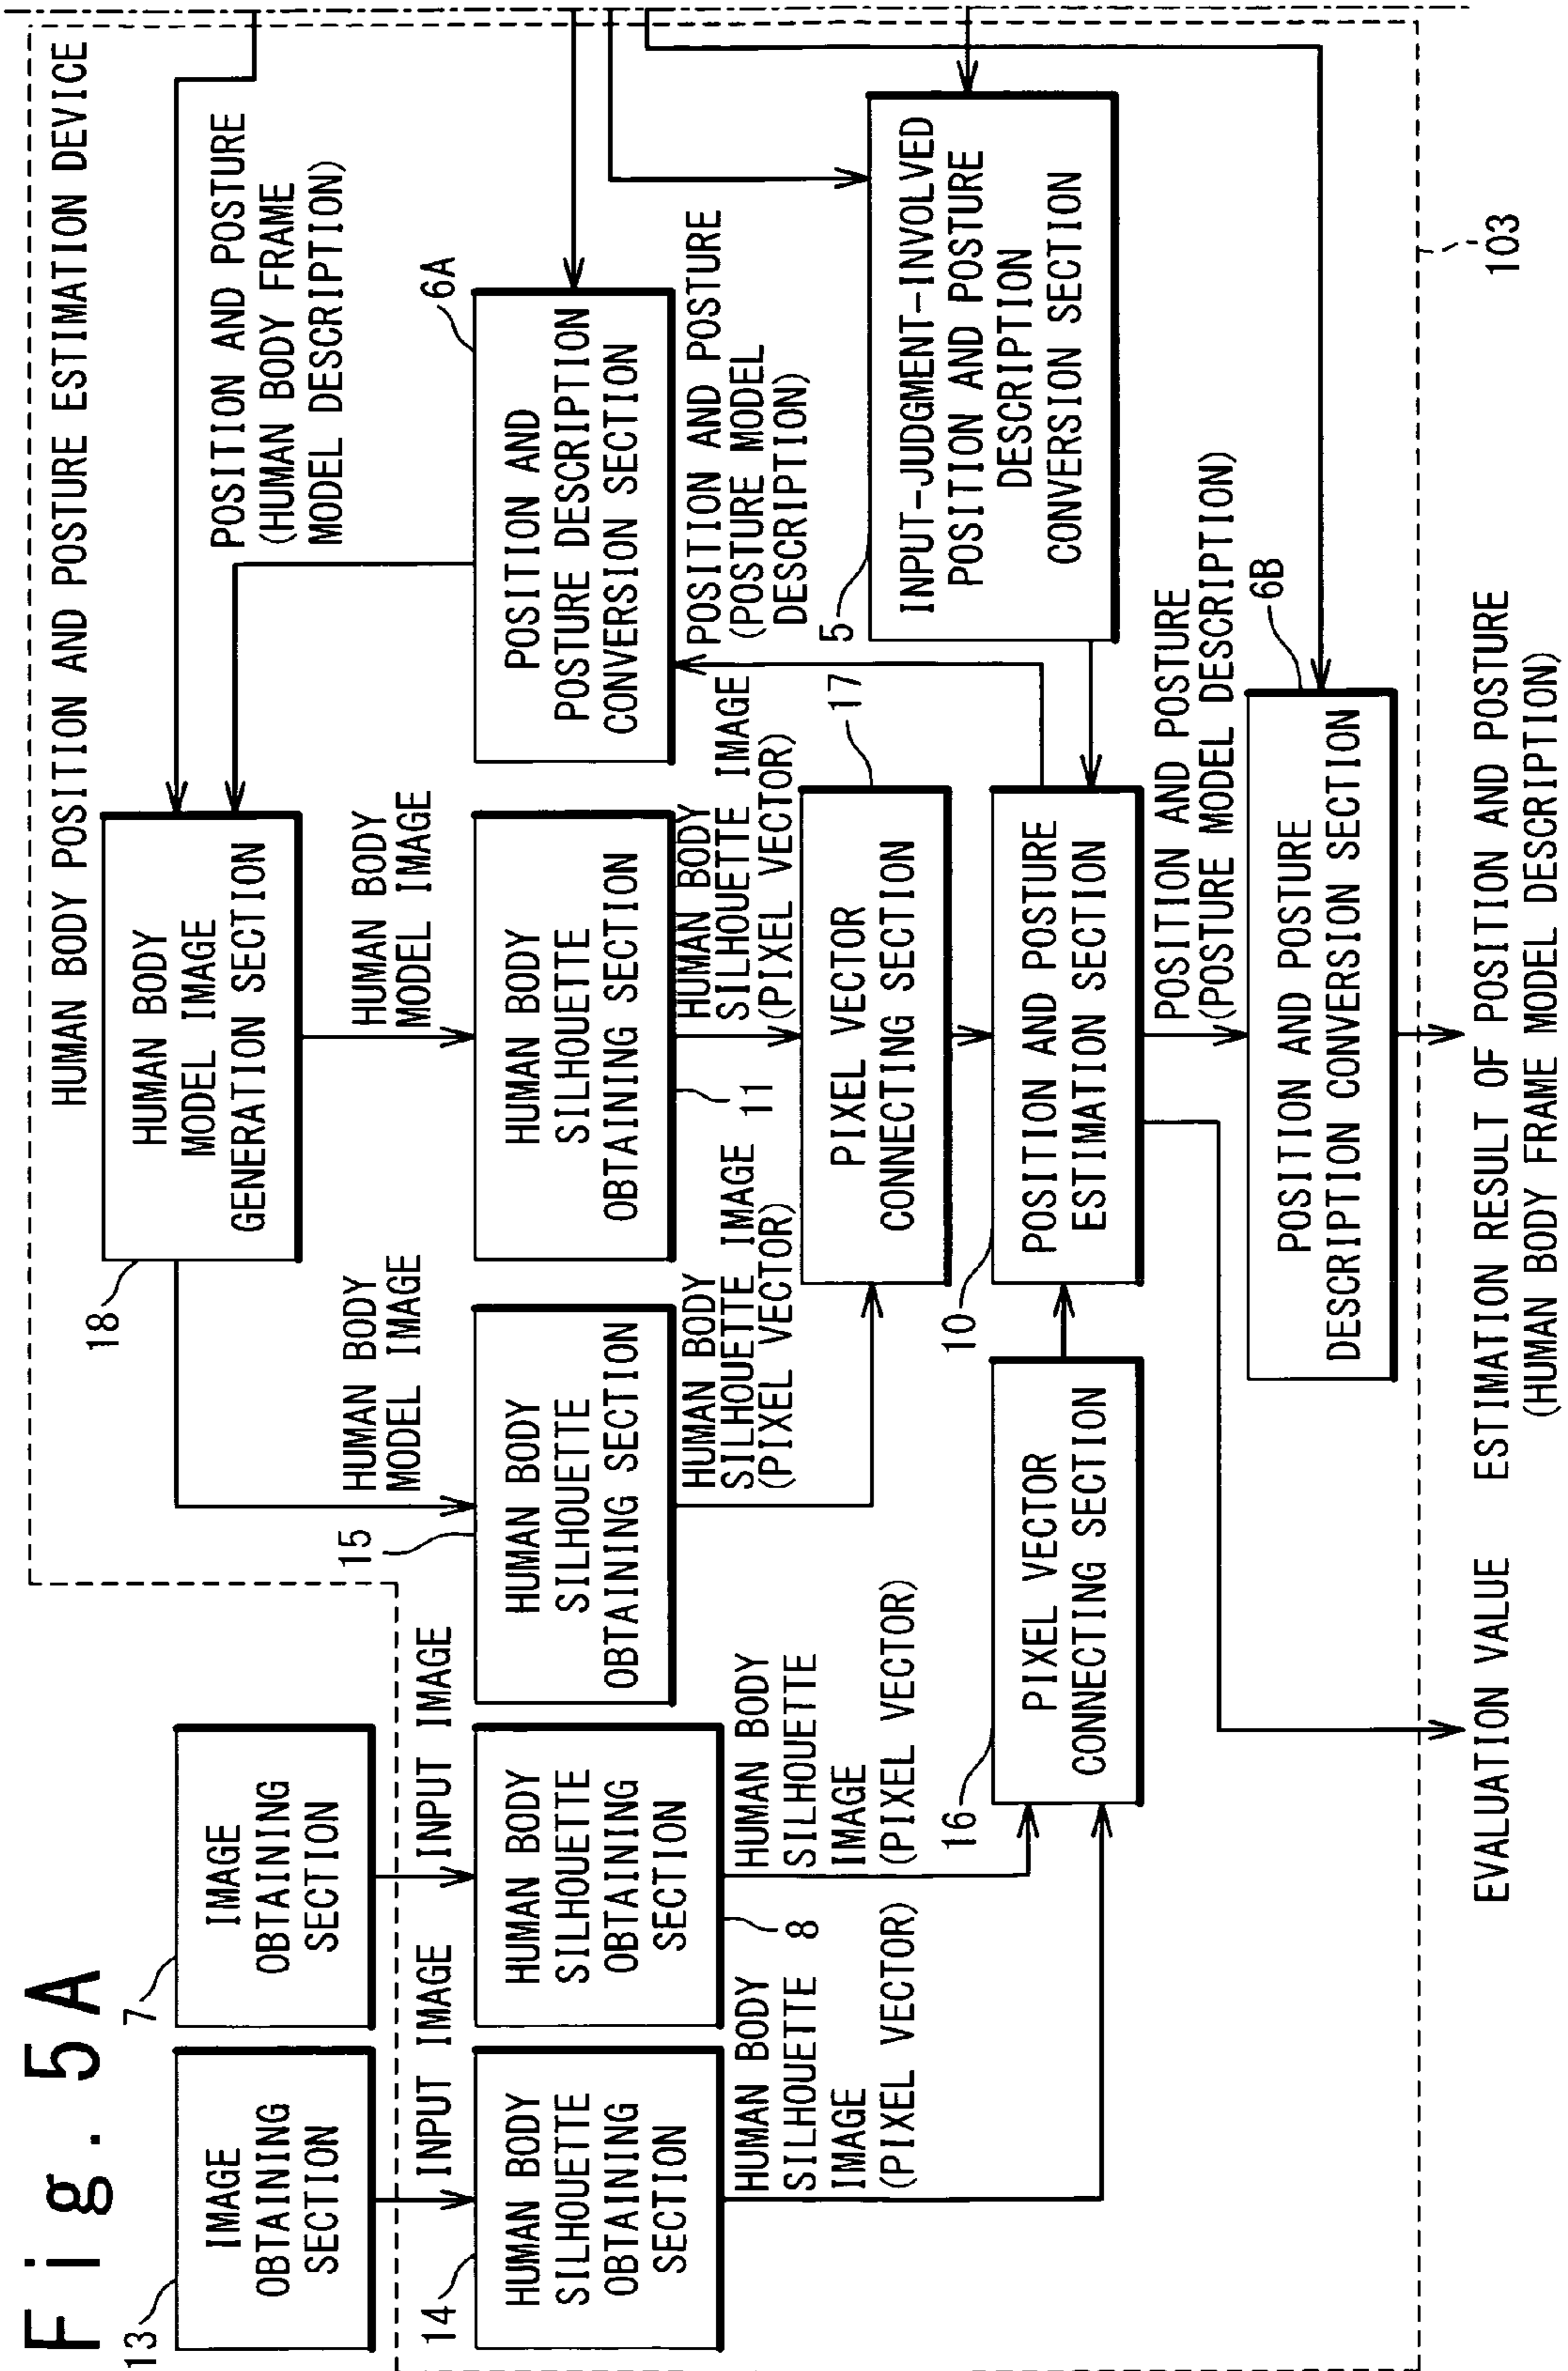 Fig. 5A
HUMAN BODY POSITION AND POSTURE ESTIMATION DEVICE
13
IMAGE
OBTAINING
SECTION
7
IMAGE
OBTAINING
SECTION
18
HUMAN BODY
MODEL IMAGE
GENERATION SECTION
POSITION AND POSTURE
(HUMAN BODY FRAME
MODEL DESCRIPTION)
INPUT IMAGE
INPUT IMAGE
HUMAN BODY
MODEL IMAGE
HUMAN BODY
MODEL IMAGE
14
HUMAN BODY
SILHOUETTE
OBTAINING
SECTION
HUMAN BODY
SILHOUETTE
OBTAINING
SECTION
8
15
HUMAN BODY
SILHOUETTE
OBTAINING SECTION
HUMAN BODY
SILHOUETTE
OBTAINING SECTION
11
6A
POSITION AND
POSTURE DESCRIPTION
CONVERSION SECTION
HUMAN BODY
SILHOUETTE
IMAGE
(PIXEL VECTOR)
HUMAN BODY
SILHOUETTE
IMAGE
(PIXEL VECTOR)
HUMAN BODY
SILHOUETTE IMAGE
(PIXEL VECTOR)
HUMAN BODY
SILHOUETTE IMAGE
(PIXEL VECTOR)
POSITION AND POSTURE
(POSTURE MODEL
DESCRIPTION)
17
PIXEL VECTOR
CONNECTING SECTION
5
INPUT-JUDGMENT-INVOLVED
POSITION AND POSTURE
DESCRIPTION
CONVERSION SECTION
16
PIXEL VECTOR
CONNECTING SECTION
10
POSITION AND POSTURE
ESTIMATION SECTION
POSITION AND POSTURE
(POSTURE MODEL DESCRIPTION)
6B
POSITION AND POSTURE
DESCRIPTION CONVERSION SECTION
103
EVALUATION VALUE
ESTIMATION RESULT OF POSITION AND POSTURE
(HUMAN BODY FRAME MODEL DESCRIPTION)